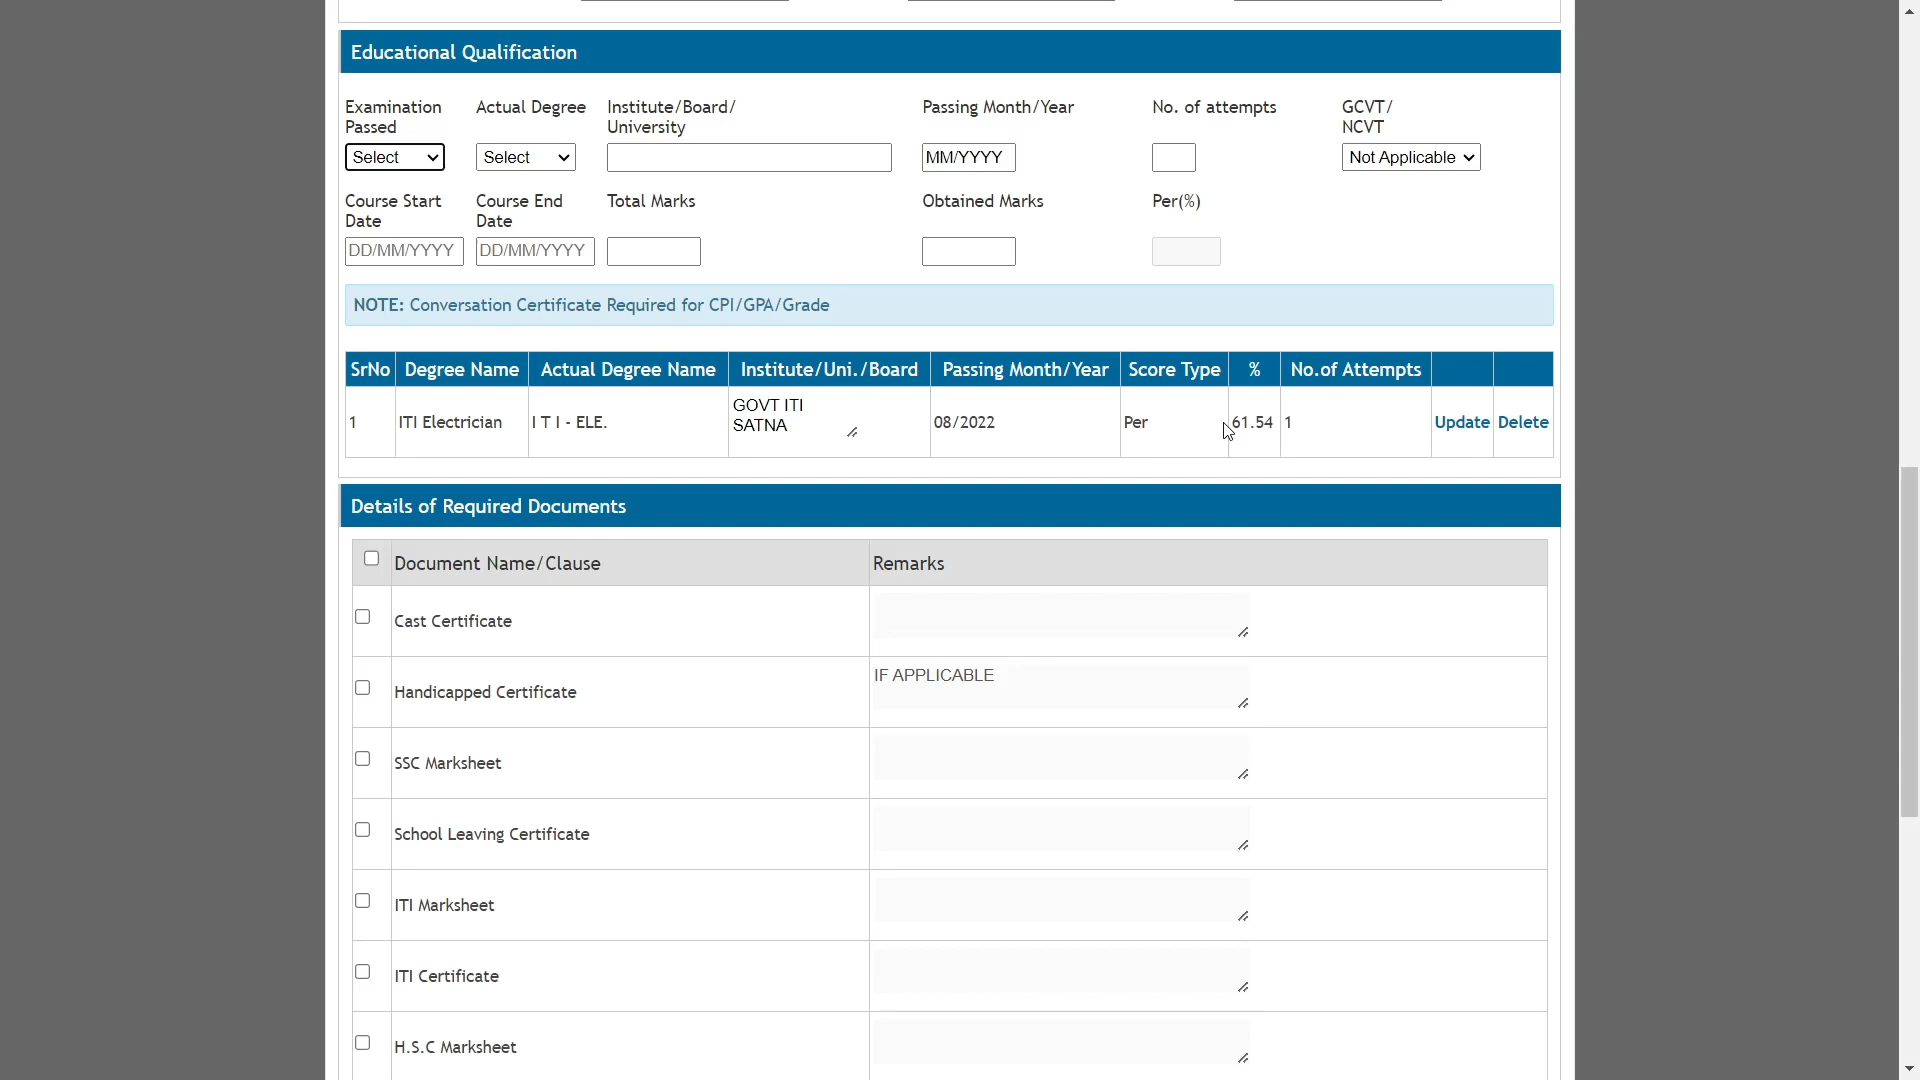 Educational Qualification
Examination Passed
Actual Degree
Institute/Board/
University
Passing Month/Year
No. of attempts
GCVT/
NCVT
Select
Select
MM/YYYY
Not Applicable
Course Start Date
Course End Date
Total Marks
Obtained Marks
Per(%)
DD/MM/YYYY
DD/MM/YYYY
NOTE: Conversation Certificate Required for CPI/GPA/Grade
SrNo Degree Name Actual Degree Name Institute/Uni./Board Passing Month/Year Score Type % No.of Attempts
1 ITI Electrician I T I - ELE. GOVT ITI SATNA 08/2022 Per 61.54 1 Update Delete
Details of Required Documents
Document Name/Clause Remarks
Cast Certificate
Handicapped Certificate IF APPLICABLE
SSC Marksheet
School Leaving Certificate
ITI Marksheet
ITI Certificate
H.S.C Marksheet